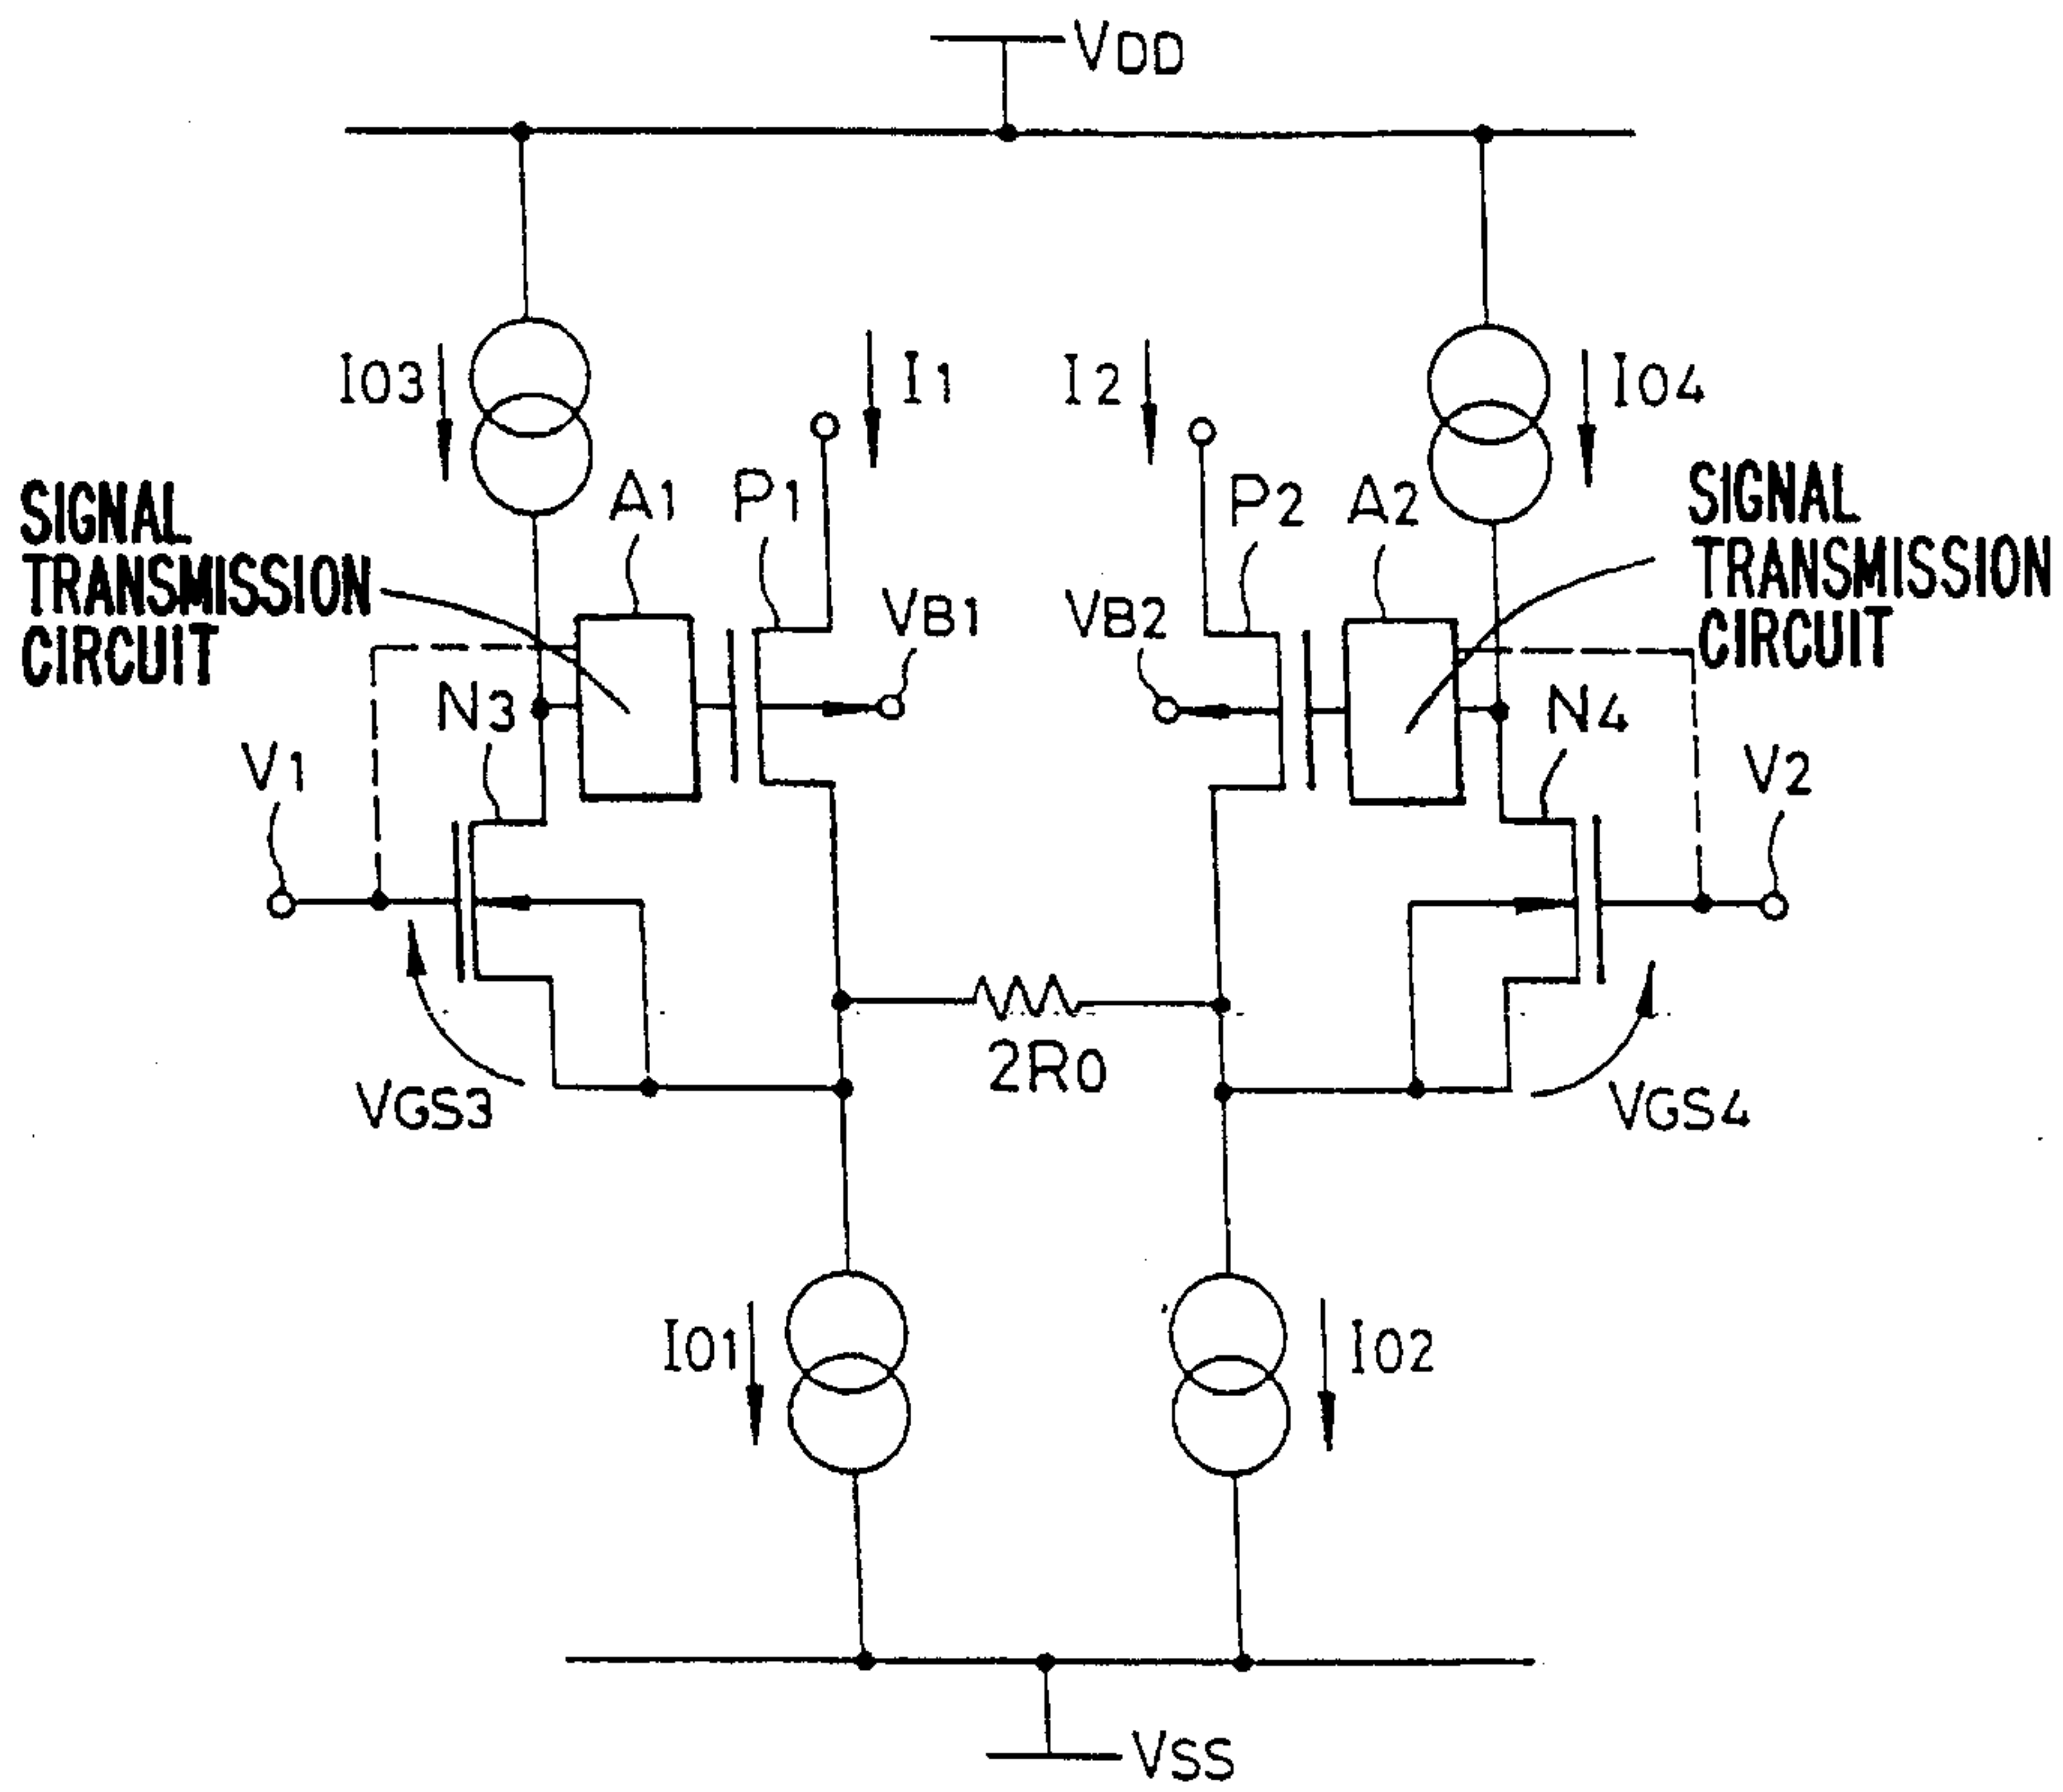 VDD
I03
I1
I2
I04
SIGNAL
TRANSMISSION
CIRCUIT
A1
P1
P2
A2
SIGNAL
TRANSMISSION
CIRCUIT
VB1
VB2
N3
N4
V1
V2
2R0
VGS3
VGS4
I01
I02
VSS